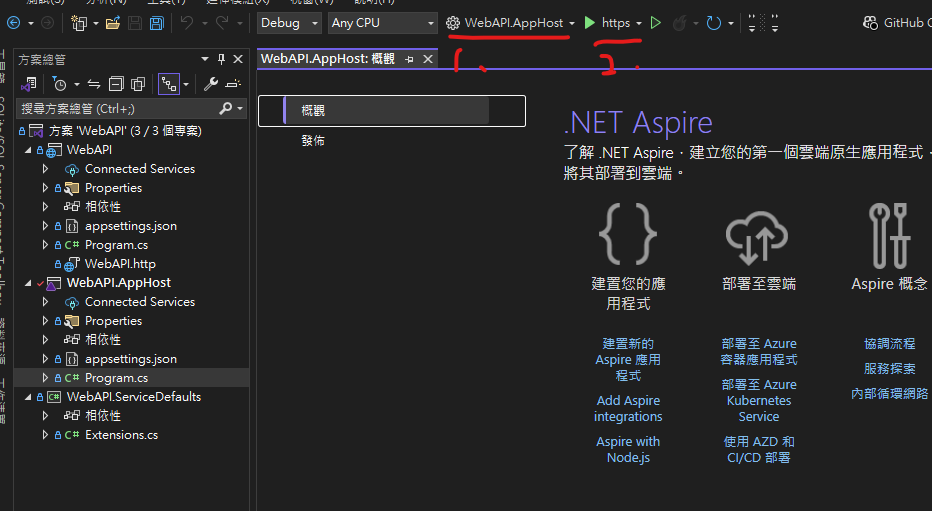 Debug
Any CPU
WebAPI.AppHost
https
GitHub C
方案總管
WebAPI.AppHost: 概觀
1.
2.
搜尋方案總管 (Ctrl+;)
方案 'WebAPI' (3 / 3 個專案)
WebAPI
Connected Services
Properties
相依性
appsettings.json
C# Program.cs
WebAPI.http
WebAPI.AppHost
Connected Services
Properties
相依性
appsettings.json
C# Program.cs
C# WebAPI.ServiceDefaults
相依性
C# Extensions.cs
概觀
發佈
.NET Aspire
了解 .NET Aspire，建立您的第一個雲端原生應用程式，
將其部署到雲端。
建置您的應
用程式
建置新的
Aspire 應用
程式
Add Aspire
integrations
Aspire with
Node.js
部署至雲端
部署至 Azure
容器應用程式
部署至 Azure
Kubernetes
Service
使用 AZD 和
CI/CD 部署
Aspire 概念
協調流程
服務探索
內部循環網路